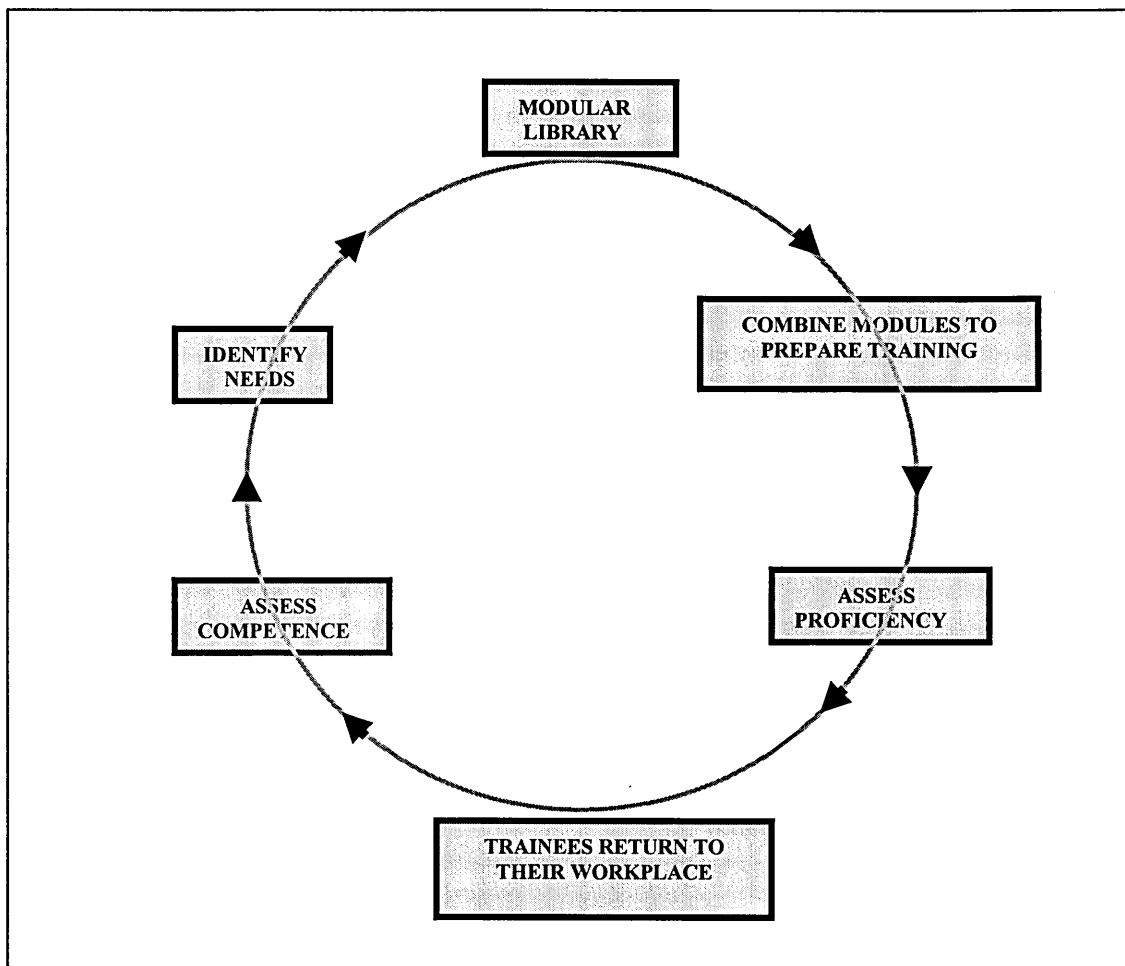 MODULAR
LIBRARY
COMBINE MODULES TO
PREPARE TRAINING
IDENTIFY
NEEDS
ASSESS
PROFICIENCY
ASSESS
COMPETENCE
TRAINEES RETURN TO
THEIR WORKPLACE